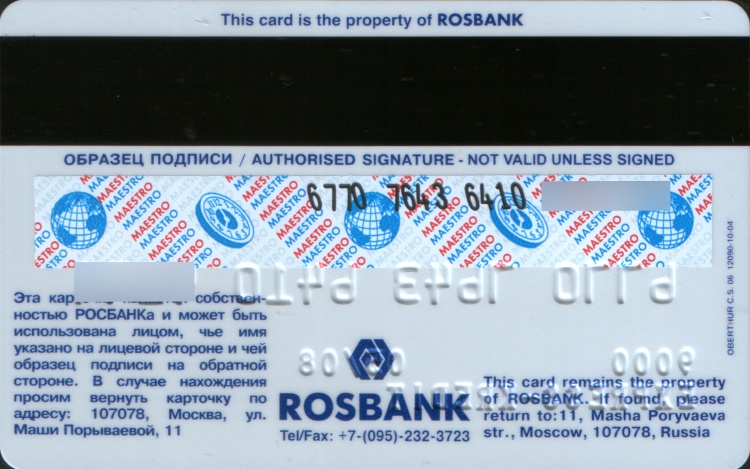 This card is the property of ROSBANK
ОБРАЗЕЦ ПОДПИСИ / AUTHORISED SIGNATURE - NOT VALID UNLESS SIGNED
MAESTRO MAESTRO MAESTRO
6770 7643 6410
OBERTHUR C.S. 06 12090-10-04
Эта собствен-
ностью РОСБАНКа и может быть
использована лицом, чье имя
указано на лицевой стороне и чей
образец подписи на обратной
стороне. В случае нахождения
просим вернуть карточку по
адресу: 107078, Москва, ул.
Маши Порываевой, 11
ROSBANK
Tel/Fax: +7-(095)-232-3723
This card remains the property
of ROSBANK. If found, please
return to:11, Masha Poryvaeva
str., Moscow, 107078, Russia